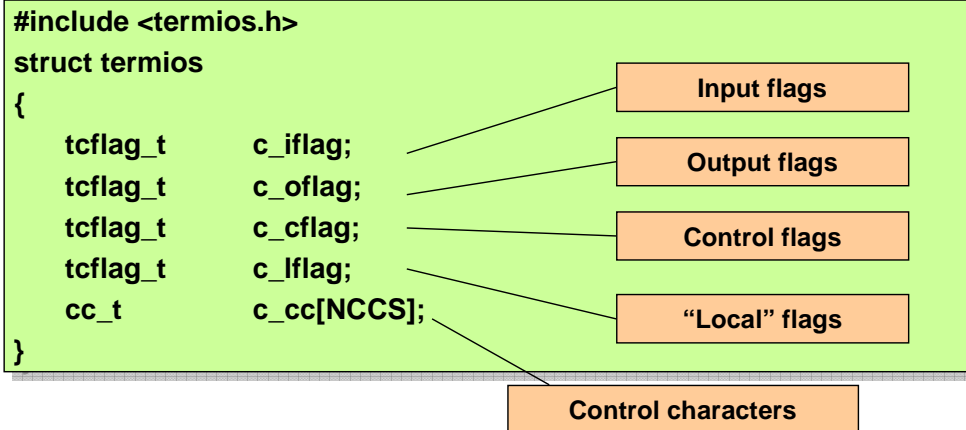 #include <termios.h>
struct termios
{
tcflag_t c_iflag;
tcflag_t c_oflag;
tcflag_t c_cflag;
tcflag_t c_lflag;
cc_t c_cc[NCCS];
}
Input flags
Output flags
Control flags
“Local” flags
Control characters